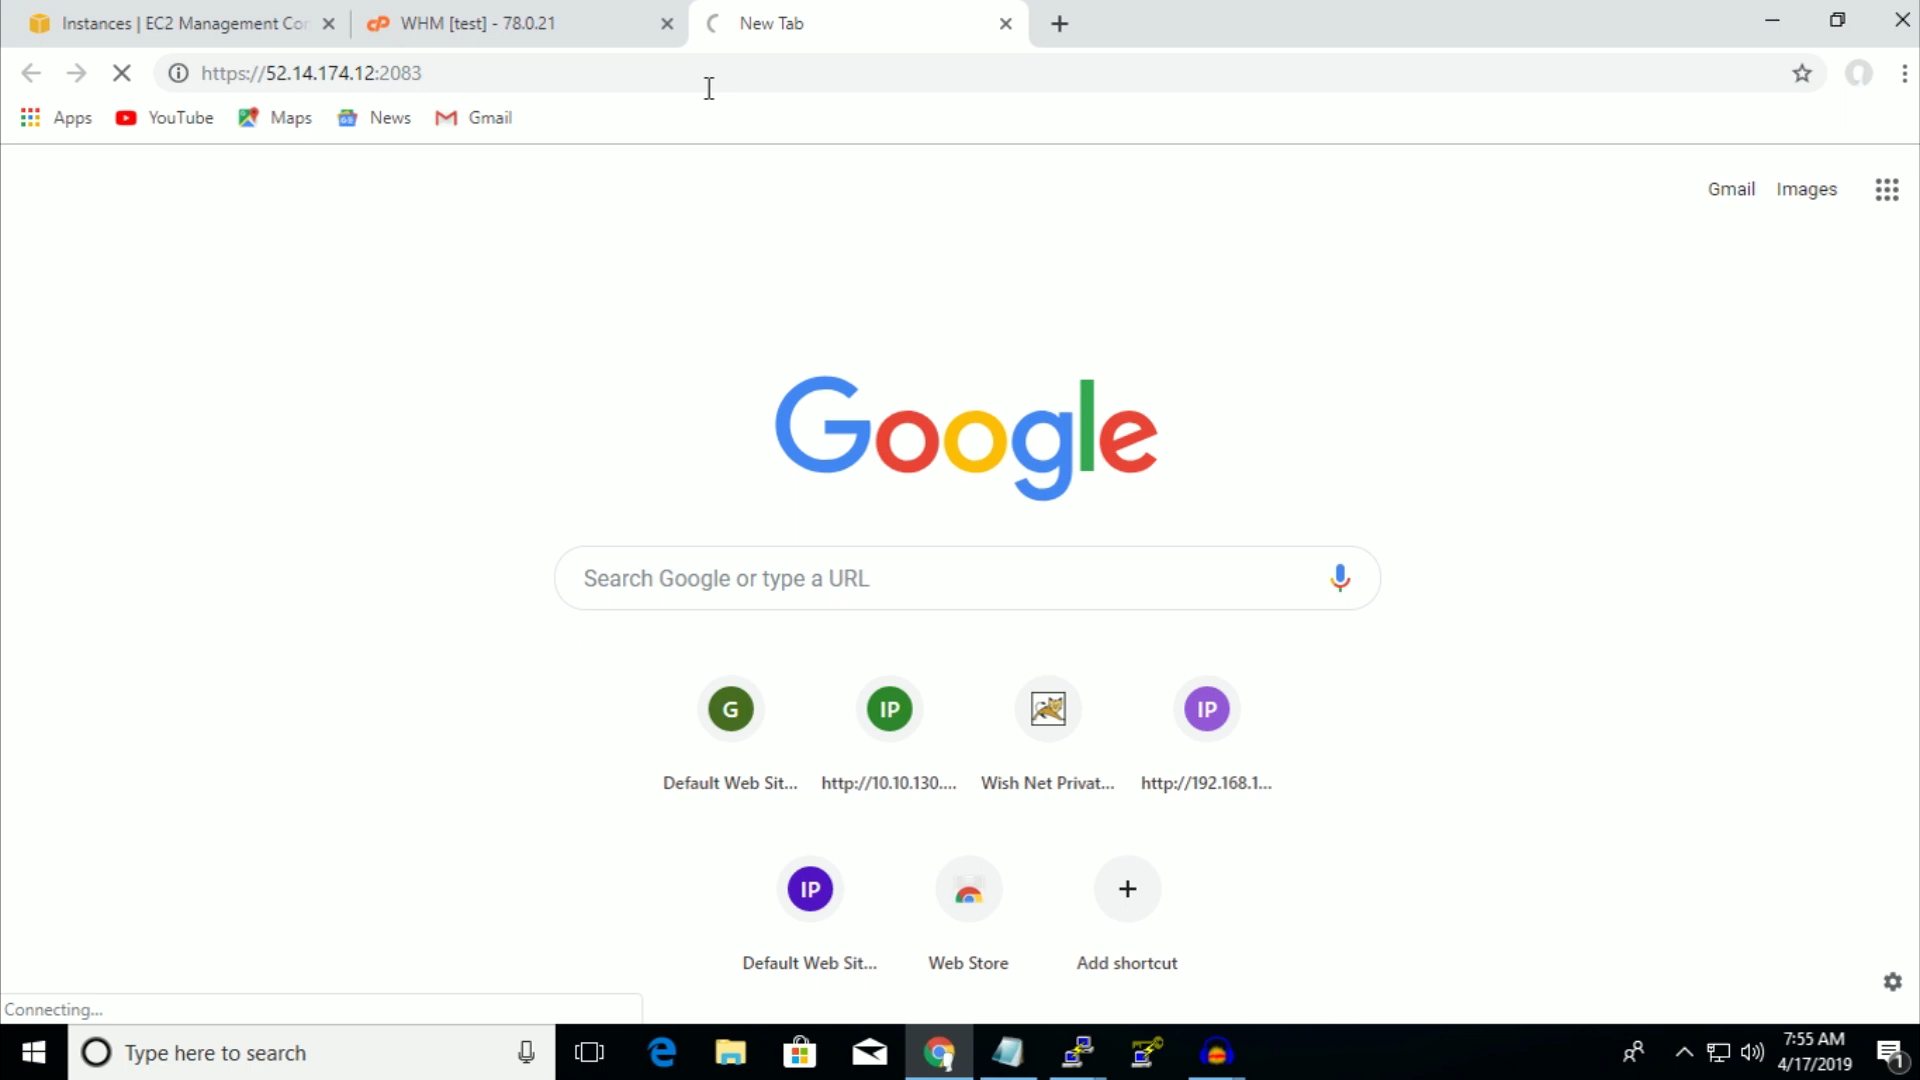 Instances | EC2 Management Con
WHM [test] - 78.0.21
New Tab
https://52.14.174.12:2083
Apps
YouTube
Maps
News
Gmail
Gmail
Images
Google
Search Google or type a URL
G
IP
IP
Default Web Sit...
http://10.10.130....
Wish Net Privat...
http://192.168.1...
IP
Default Web Sit...
Web Store
Add shortcut
Connecting...
Type here to search
7:55 AM
4/17/2019
1